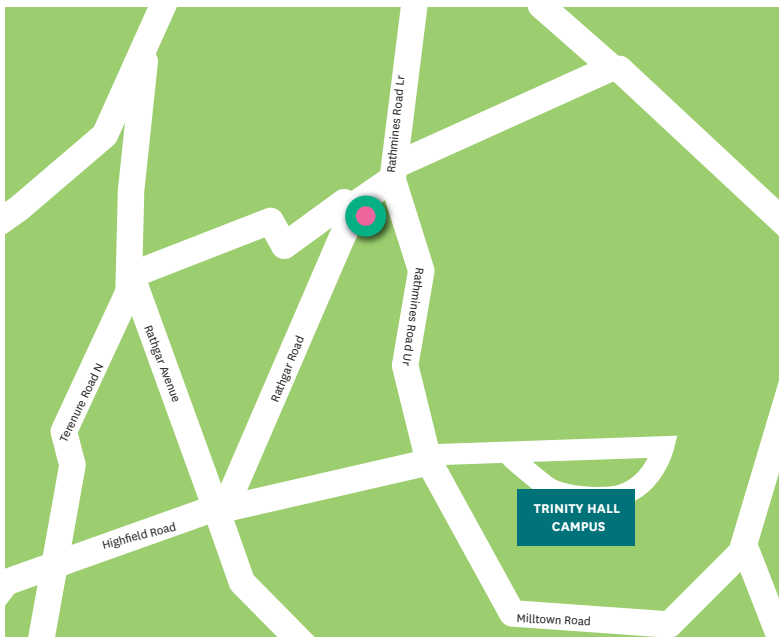 Rathmines Road Lr
Rathmines Road Ur
Rathgar Road
Rathgar Avenue
Terenure Road N
Highfield Road
TRINITY HALL
CAMPUS
Milltown Road